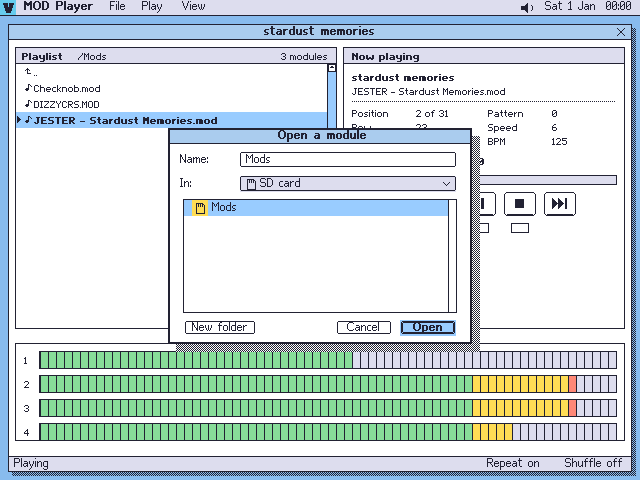 MOD Player File Play View Sat 1 Jan 00:00
stardust memories
Playlist /Mods 3 modules
..
Checknob.mod
DIZZYCRS.MOD
JESTER - Stardust Memories.mod
Now playing
stardust memories
JESTER - Stardust Memories.mod
Position 2 of 31 Pattern 0
Speed 6
BPM 125
Open a module
Name: Mods
In: SD card
Mods
New folder Cancel Open
1
2
3
4
Playing Repeat on Shuffle off